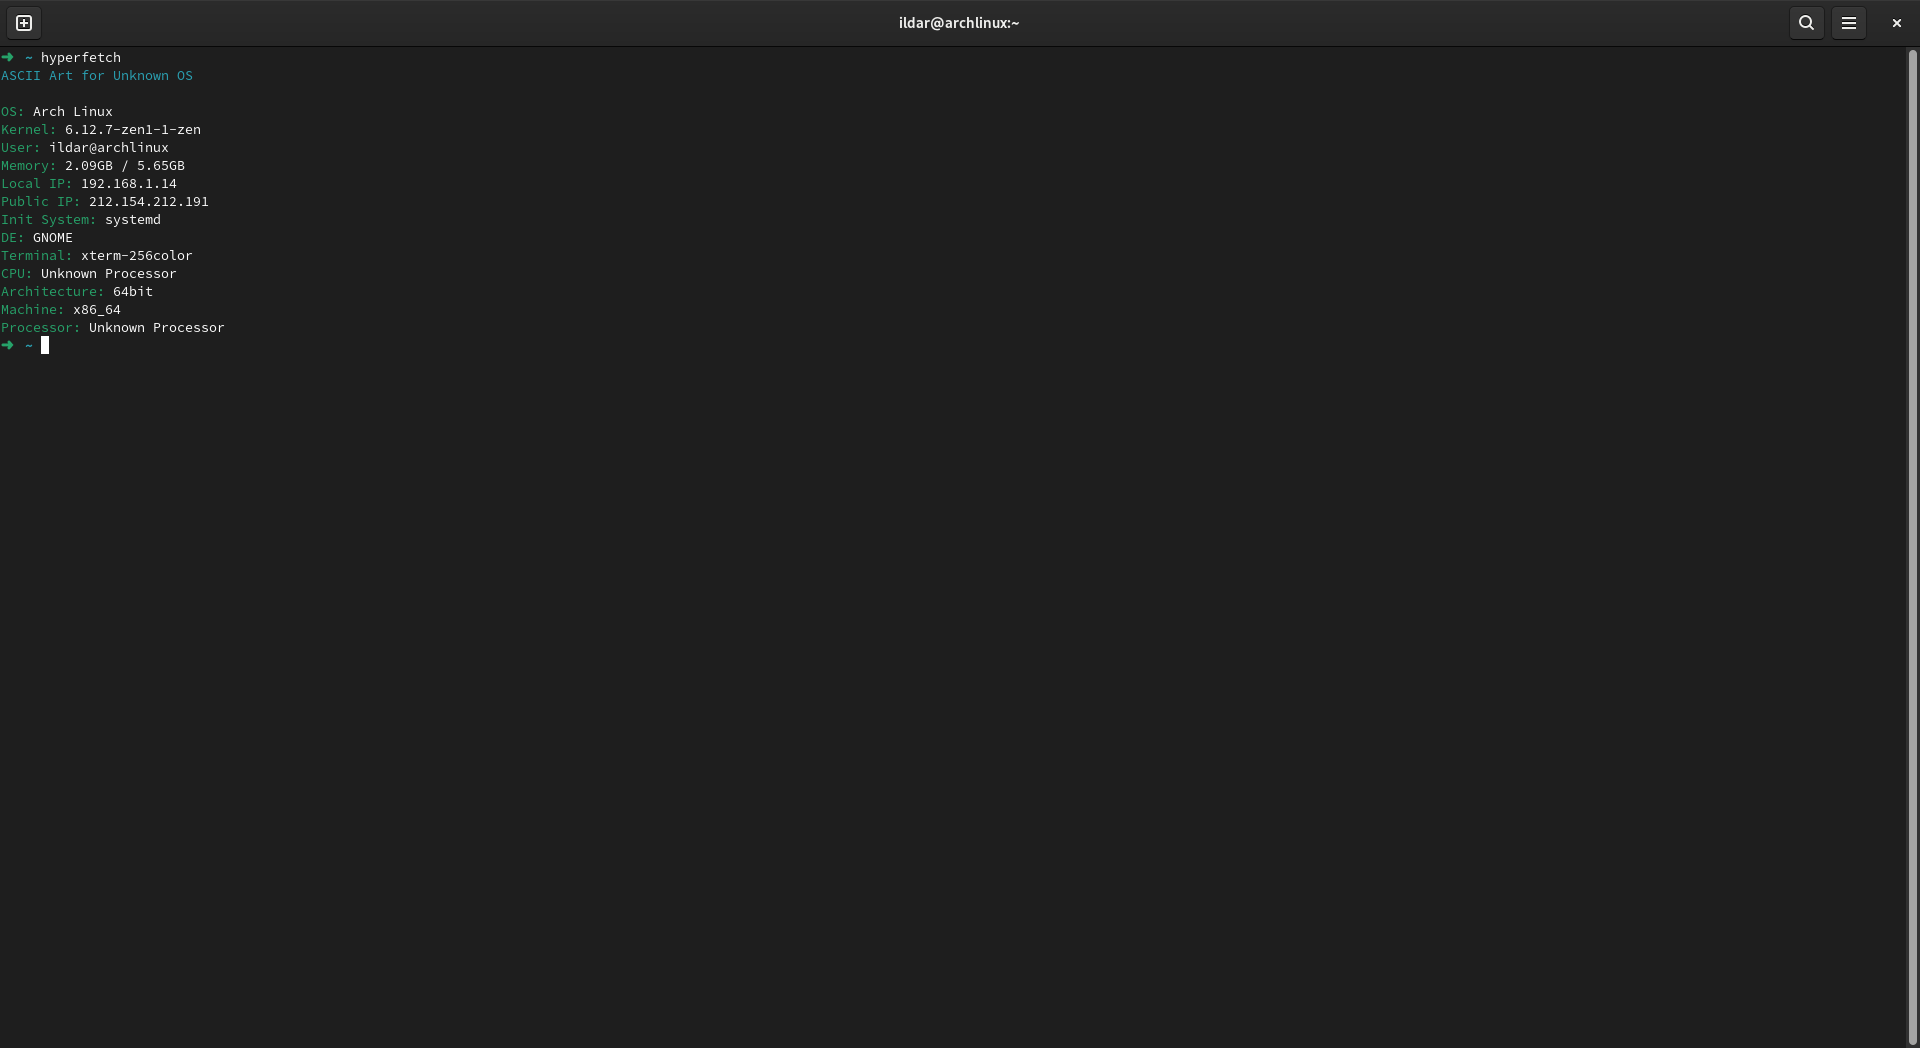 ildar@archlinux:~
➜ ~ hyperfetch
ASCII Art for Unknown OS
OS: Arch Linux
Kernel: 6.12.7-zen1-1-zen
User: ildar@archlinux
Memory: 2.09GB / 5.65GB
Local IP: 192.168.1.14
Public IP: 212.154.212.191
Init System: systemd
DE: GNOME
Terminal: xterm-256color
CPU: Unknown Processor
Architecture: 64bit
Machine: x86_64
Processor: Unknown Processor
➜ ~